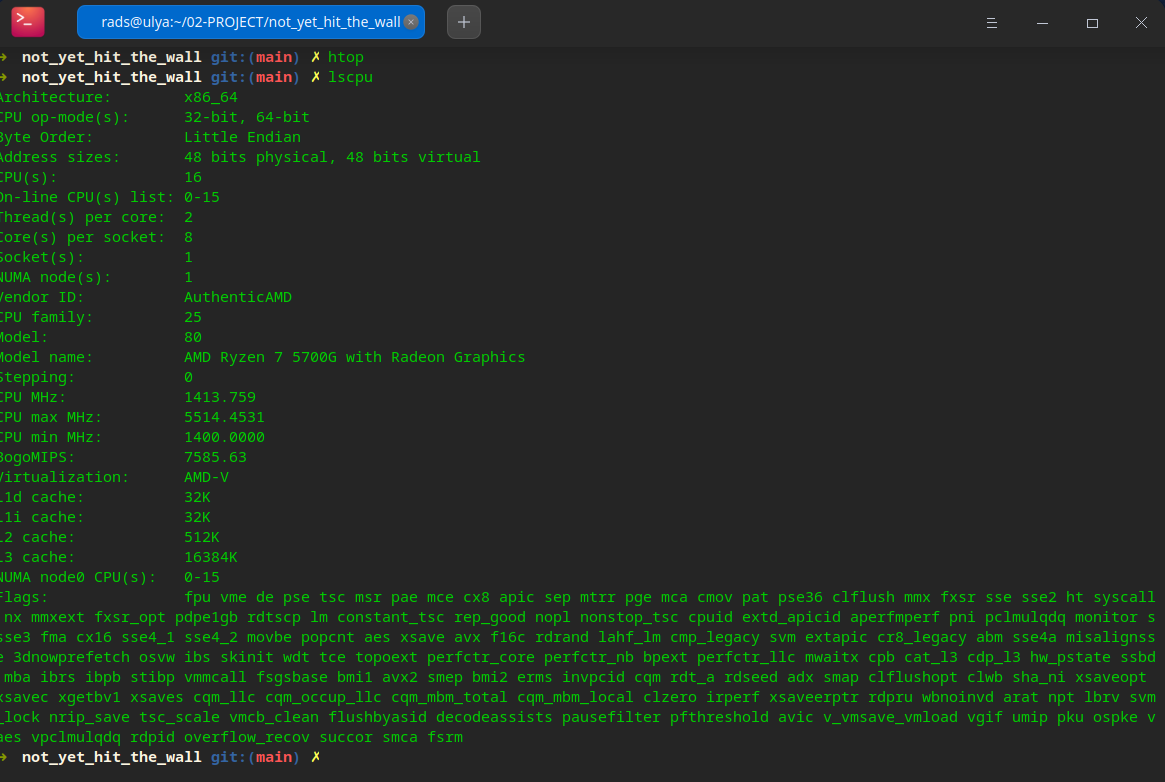 rads@ulya:~/02-PROJECT/not_yet_hit_the_wall
➜ not_yet_hit_the_wall git:(main) ✗ htop
➜ not_yet_hit_the_wall git:(main) ✗ lscpu
Architecture: x86_64
CPU op-mode(s): 32-bit, 64-bit
Byte Order: Little Endian
Address sizes: 48 bits physical, 48 bits virtual
CPU(s): 16
On-line CPU(s) list: 0-15
Thread(s) per core: 2
Core(s) per socket: 8
Socket(s): 1
NUMA node(s): 1
Vendor ID: AuthenticAMD
CPU family: 25
Model: 80
Model name: AMD Ryzen 7 5700G with Radeon Graphics
Stepping: 0
CPU MHz: 1413.759
CPU max MHz: 5514.4531
CPU min MHz: 1400.0000
BogoMIPS: 7585.63
Virtualization: AMD-V
L1d cache: 32K
L1i cache: 32K
L2 cache: 512K
L3 cache: 16384K
NUMA node0 CPU(s): 0-15
Flags: fpu vme de pse tsc msr pae mce cx8 apic sep mtrr pge mca cmov pat pse36 clflush mmx fxsr sse sse2 ht syscall
nx mmxext fxsr_opt pdpe1gb rdtscp lm constant_tsc rep_good nopl nonstop_tsc cpuid extd_apicid aperfmperf pni pclmulqdq monitor s
sse3 fma cx16 sse4_1 sse4_2 movbe popcnt aes xsave avx f16c rdrand lahf_lm cmp_legacy svm extapic cr8_legacy abm sse4a misalignss
e 3dnowprefetch osvw ibs skinit wdt tce topoext perfctr_core perfctr_nb bpext perfctr_llc mwaitx cpb cat_l3 cdp_l3 hw_pstate ssbd
mba ibrs ibpb stibp vmmcall fsgsbase bmi1 avx2 smep bmi2 erms invpcid cqm rdt_a rdseed adx smap clflushopt clwb sha_ni xsaveopt
xsavec xgetbv1 xsaves cqm_llc cqm_occup_llc cqm_mbm_total cqm_mbm_local clzero irperf xsaveerptr rdpru wbnoinvd arat npt lbrv svm
_lock nrip_save tsc_scale vmcb_clean flushbyasid decodeassists pausefilter pfthreshold avic v_vmsave_vmload vgif umip pku ospke v
aes vpclmulqdq rdpid overflow_recov succor smca fsrm
➜ not_yet_hit_the_wall git:(main) ✗